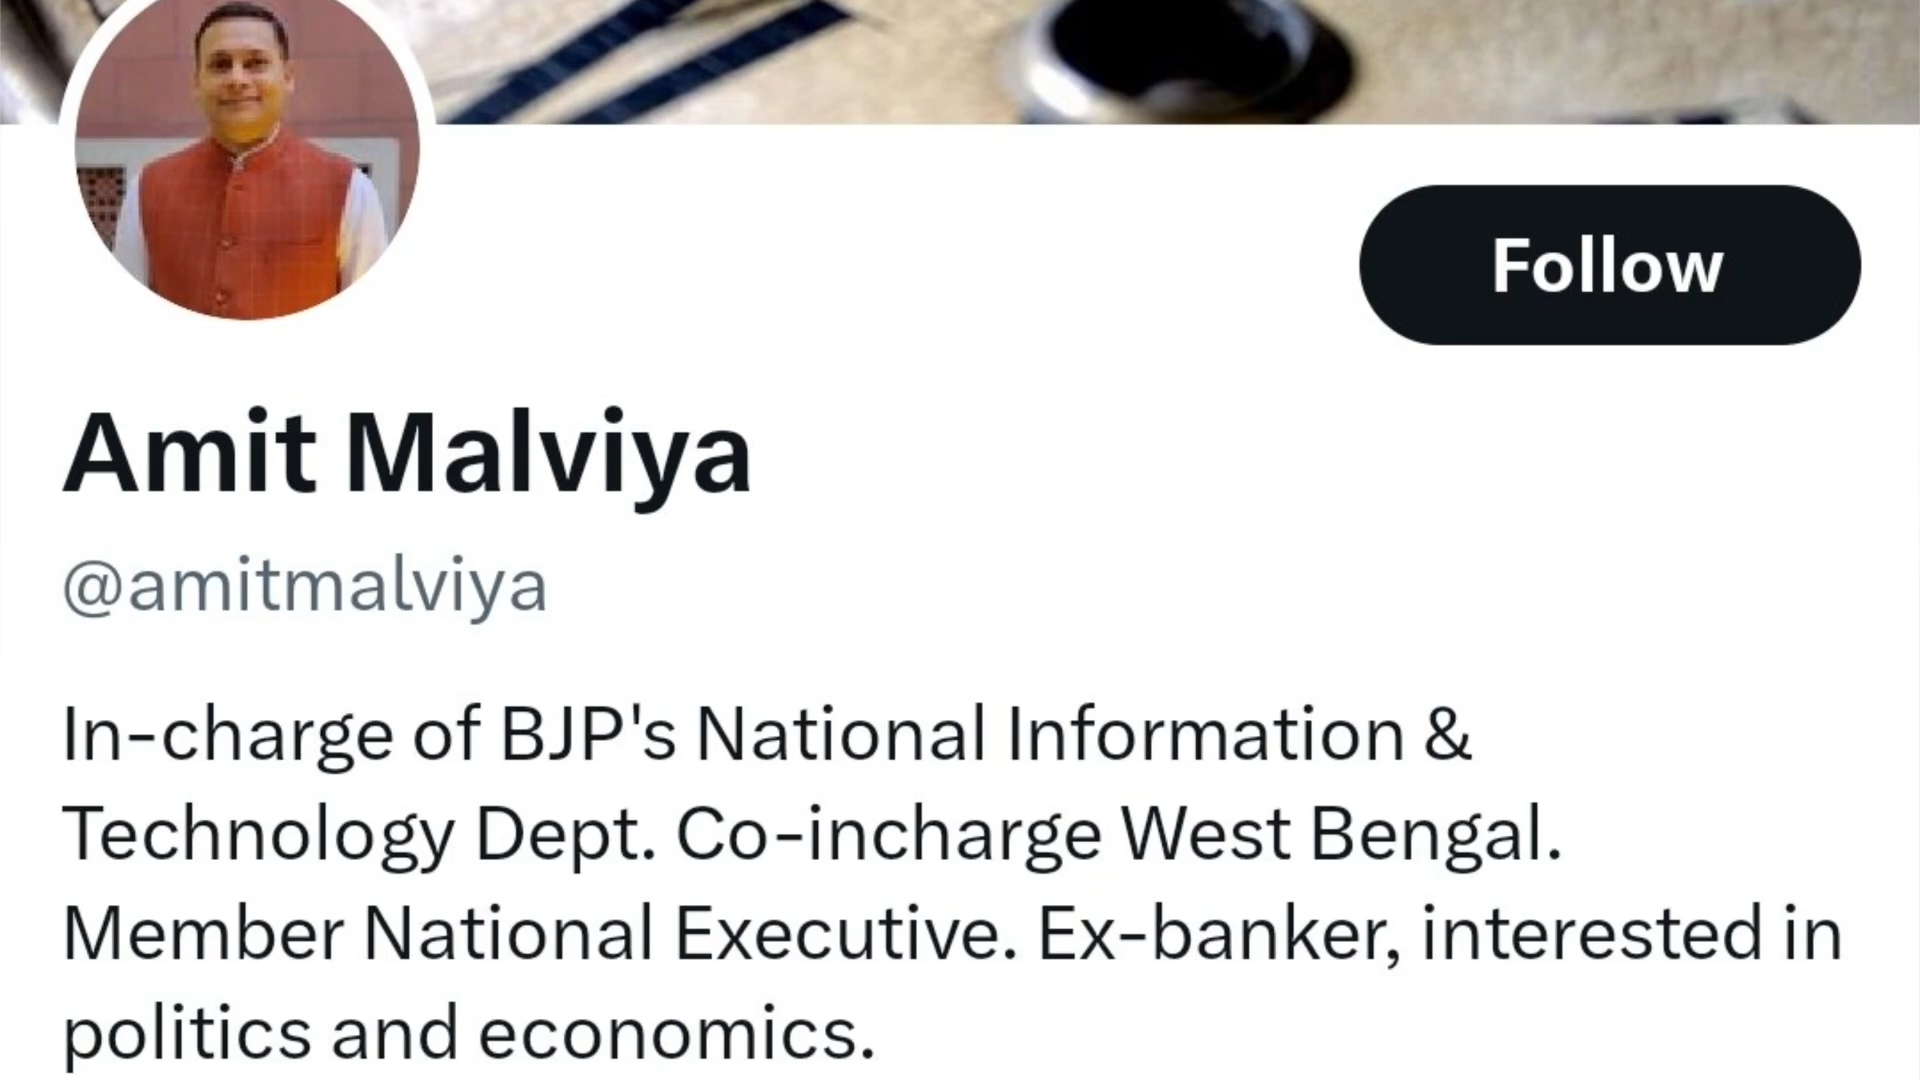 Follow
Amit Malviya
@amitmalviya
In-charge of BJP's National Information &
Technology Dept. Co-incharge West Bengal.
Member National Executive. Ex-banker, interested in
politics and economics.